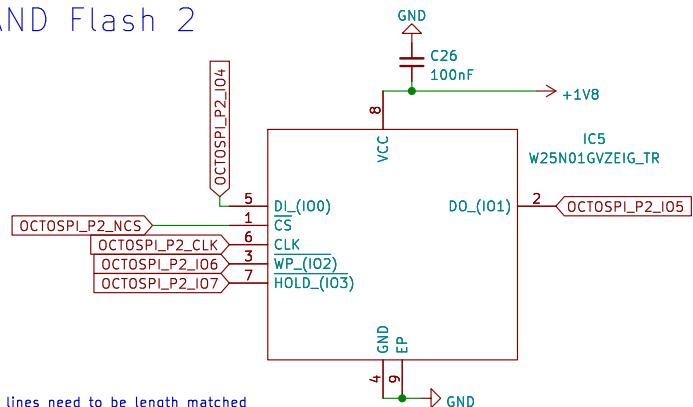 AND Flash 2
GND
C26
100nF
+1V8
OCTOSPI_P2_IO4
8
VCC
IC5
W25N01GVZEIG_TR
5
DI_(IO0)
DO_(IO1)
2
OCTOSPI_P2_IO5
OCTOSPI_P2_NCS
1
CS
OCTOSPI_P2_CLK
6
CLK
OCTOSPI_P2_IO6
3
WP_(IO2)
OCTOSPI_P2_IO7
7
HOLD_(IO3)
GND
EP
4
9
GND
lines need to be length matched